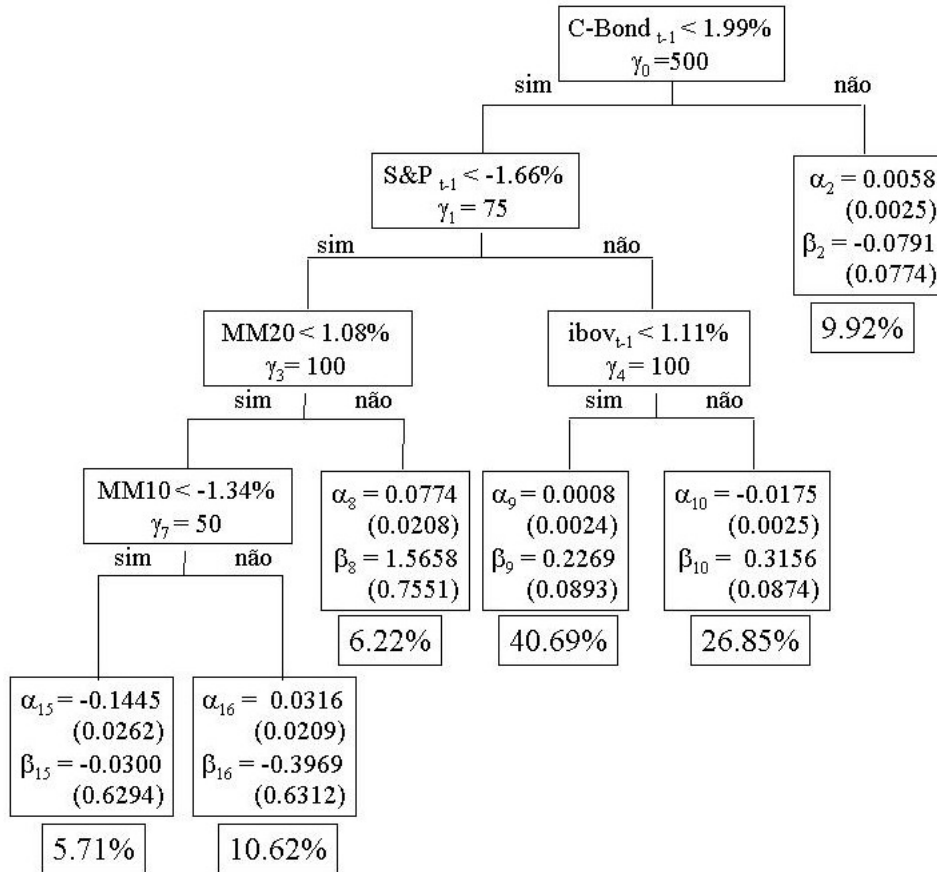 C-Bond t-1 < 1.99%
γ0 =500
sim
não
S&P t-1 < -1.66%
γ1 = 75
α2 = 0.0058
(0.0025)
β2 = -0.0791
(0.0774)
9.92%
sim
não
MM20 < 1.08%
γ3= 100
ibovt-1 < 1.11%
γ4= 100
sim
não
sim
não
MM10 < -1.34%
γ7 = 50
α8 = 0.0774
(0.0208)
β8 = 1.5658
(0.7551)
6.22%
α9 = 0.0008
(0.0024)
β9 = 0.2269
(0.0893)
40.69%
α10 = -0.0175
(0.0025)
β10 = 0.3156
(0.0874)
26.85%
sim
não
α15 = -0.1445
(0.0262)
β15 = -0.0300
(0.6294)
5.71%
α16 = 0.0316
(0.0209)
β16 = -0.3969
(0.6312)
10.62%